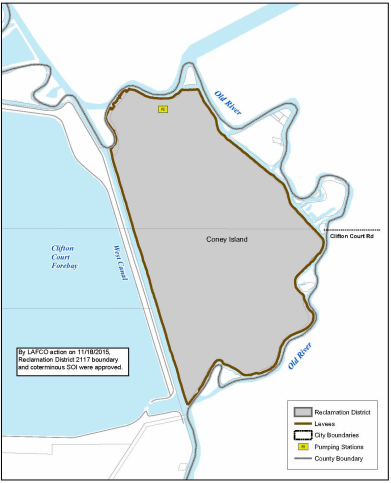 Old River
Coney Island
Clifton Court Rd
Clifton
Court
Forebay
West Canal
By LAFCO action on 11/18/2015,
Reclamation District 2117 boundary
and coterminous SOI were approved.
Old River
Reclamation District
Levees
City Boundaries
Pumping Stations
County Boundary